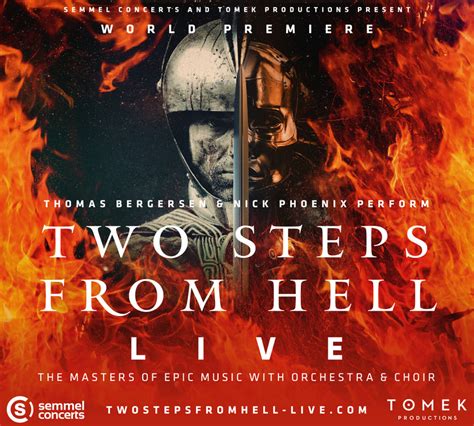 SEMMEL CONCERTS AND TOMEK PRODUCTIONS PRESENT
WORLD PREMIERE
THOMAS BERGERSEN & NICK PHOENIX PERFORM
TWO STEPS
FROM HELL
LIVE
THE MASTERS OF EPIC MUSIC WITH ORCHESTRA & CHOIR
semmel
concerts
TWOSTEPSFROMHELL-LIVE.COM
TOMEK
PRODUCTIONS